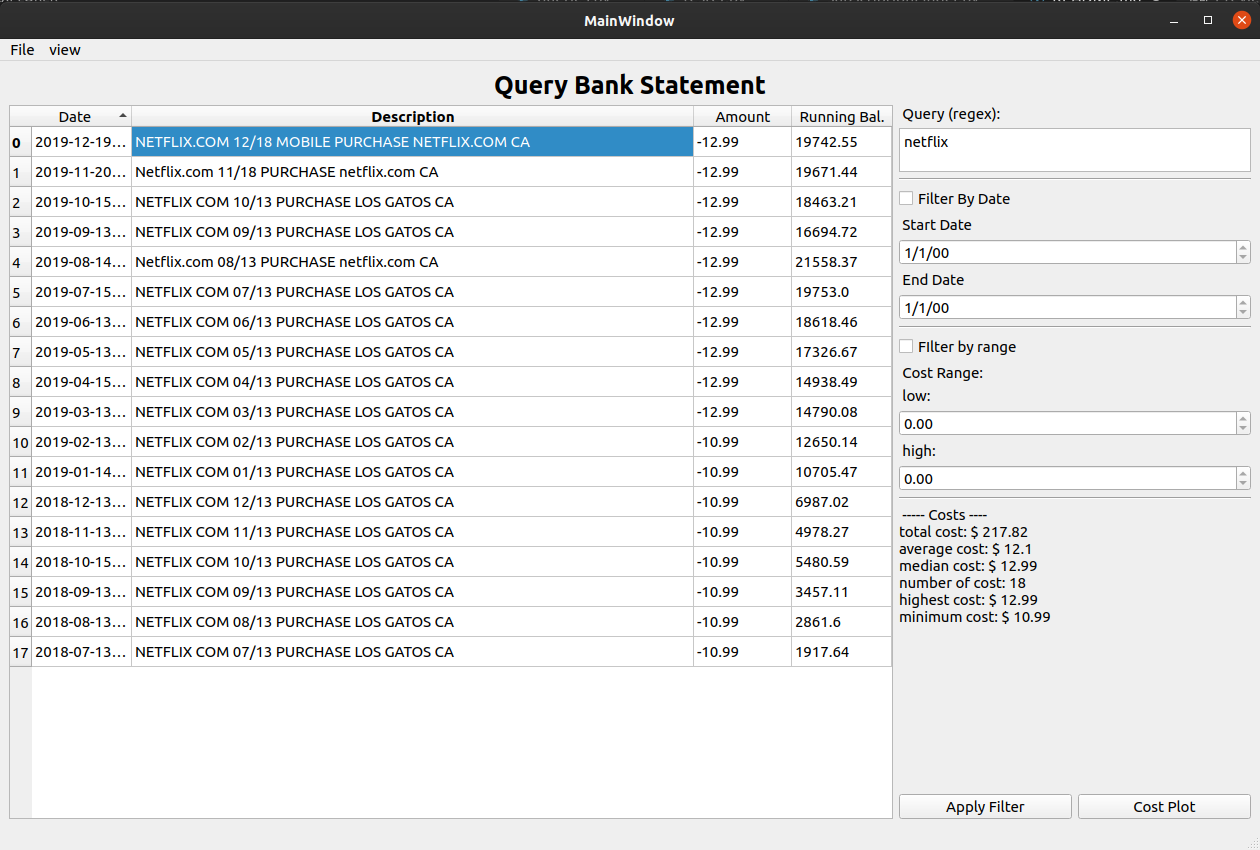 MainWindow
File view
Query Bank Statement
Date Description Amount Running Bal.
0 2019-12-19... NETFLIX.COM 12/18 MOBILE PURCHASE NETFLIX.COM CA -12.99 19742.55
1 2019-11-20... Netflix.com 11/18 PURCHASE netflix.com CA -12.99 19671.44
2 2019-10-15... NETFLIX COM 10/13 PURCHASE LOS GATOS CA -12.99 18463.21
3 2019-09-13... NETFLIX COM 09/13 PURCHASE LOS GATOS CA -12.99 16694.72
4 2019-08-14... Netflix.com 08/13 PURCHASE netflix.com CA -12.99 21558.37
5 2019-07-15... NETFLIX COM 07/13 PURCHASE LOS GATOS CA -12.99 19753.0
6 2019-06-13... NETFLIX COM 06/13 PURCHASE LOS GATOS CA -12.99 18618.46
7 2019-05-13... NETFLIX COM 05/13 PURCHASE LOS GATOS CA -12.99 17326.67
8 2019-04-15... NETFLIX COM 04/13 PURCHASE LOS GATOS CA -12.99 14938.49
9 2019-03-13... NETFLIX COM 03/13 PURCHASE LOS GATOS CA -12.99 14790.08
10 2019-02-13... NETFLIX COM 02/13 PURCHASE LOS GATOS CA -10.99 12650.14
11 2019-01-14... NETFLIX COM 01/13 PURCHASE LOS GATOS CA -10.99 10705.47
12 2018-12-13... NETFLIX COM 12/13 PURCHASE LOS GATOS CA -10.99 6987.02
13 2018-11-13... NETFLIX COM 11/13 PURCHASE LOS GATOS CA -10.99 4978.27
14 2018-10-15... NETFLIX COM 10/13 PURCHASE LOS GATOS CA -10.99 5480.59
15 2018-09-13... NETFLIX COM 09/13 PURCHASE LOS GATOS CA -10.99 3457.11
16 2018-08-13... NETFLIX COM 08/13 PURCHASE LOS GATOS CA -10.99 2861.6
17 2018-07-13... NETFLIX COM 07/13 PURCHASE LOS GATOS CA -10.99 1917.64
Query (regex):
netflix
Filter By Date
Start Date
1/1/00
End Date
1/1/00
FIlter by range
Cost Range:
low:
0.00
high:
0.00
----- Costs ----
total cost: $ 217.82
average cost: $ 12.1
median cost: $ 12.99
number of cost: 18
highest cost: $ 12.99
minimum cost: $ 10.99
Apply Filter Cost Plot